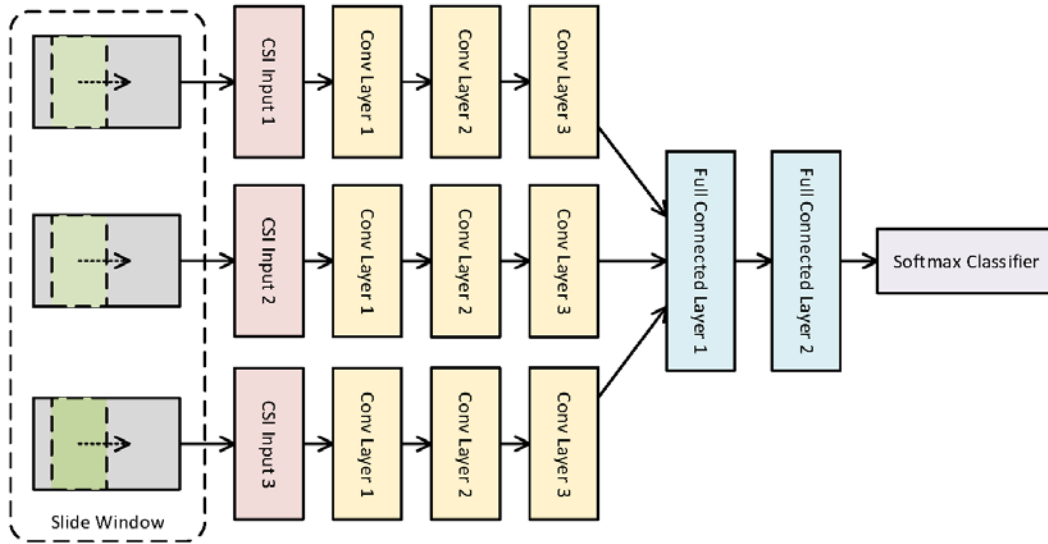 CSI Input 1
Conv Layer 1
Conv Layer 2
Conv Layer 3
CSI Input 2
Conv Layer 1
Conv Layer 2
Conv Layer 3
Full Connected Layer 1
Full Connected Layer 2
Softmax Classifier
CSI Input 3
Conv Layer 1
Conv Layer 2
Conv Layer 3
Slide Window